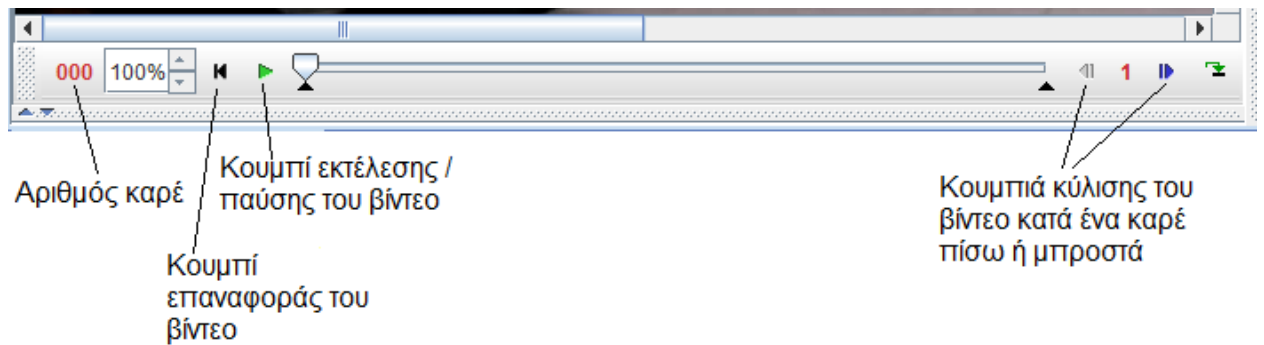 000 100% 1
Αριθμός καρέ
Κουμπί εκτέλεσης /
παύσης του βίντεο
Κουμπί
επαναφοράς του
βίντεο
Κουμπιά κύλισης του
βίντεο κατά ένα καρέ
πίσω ή μπροστά